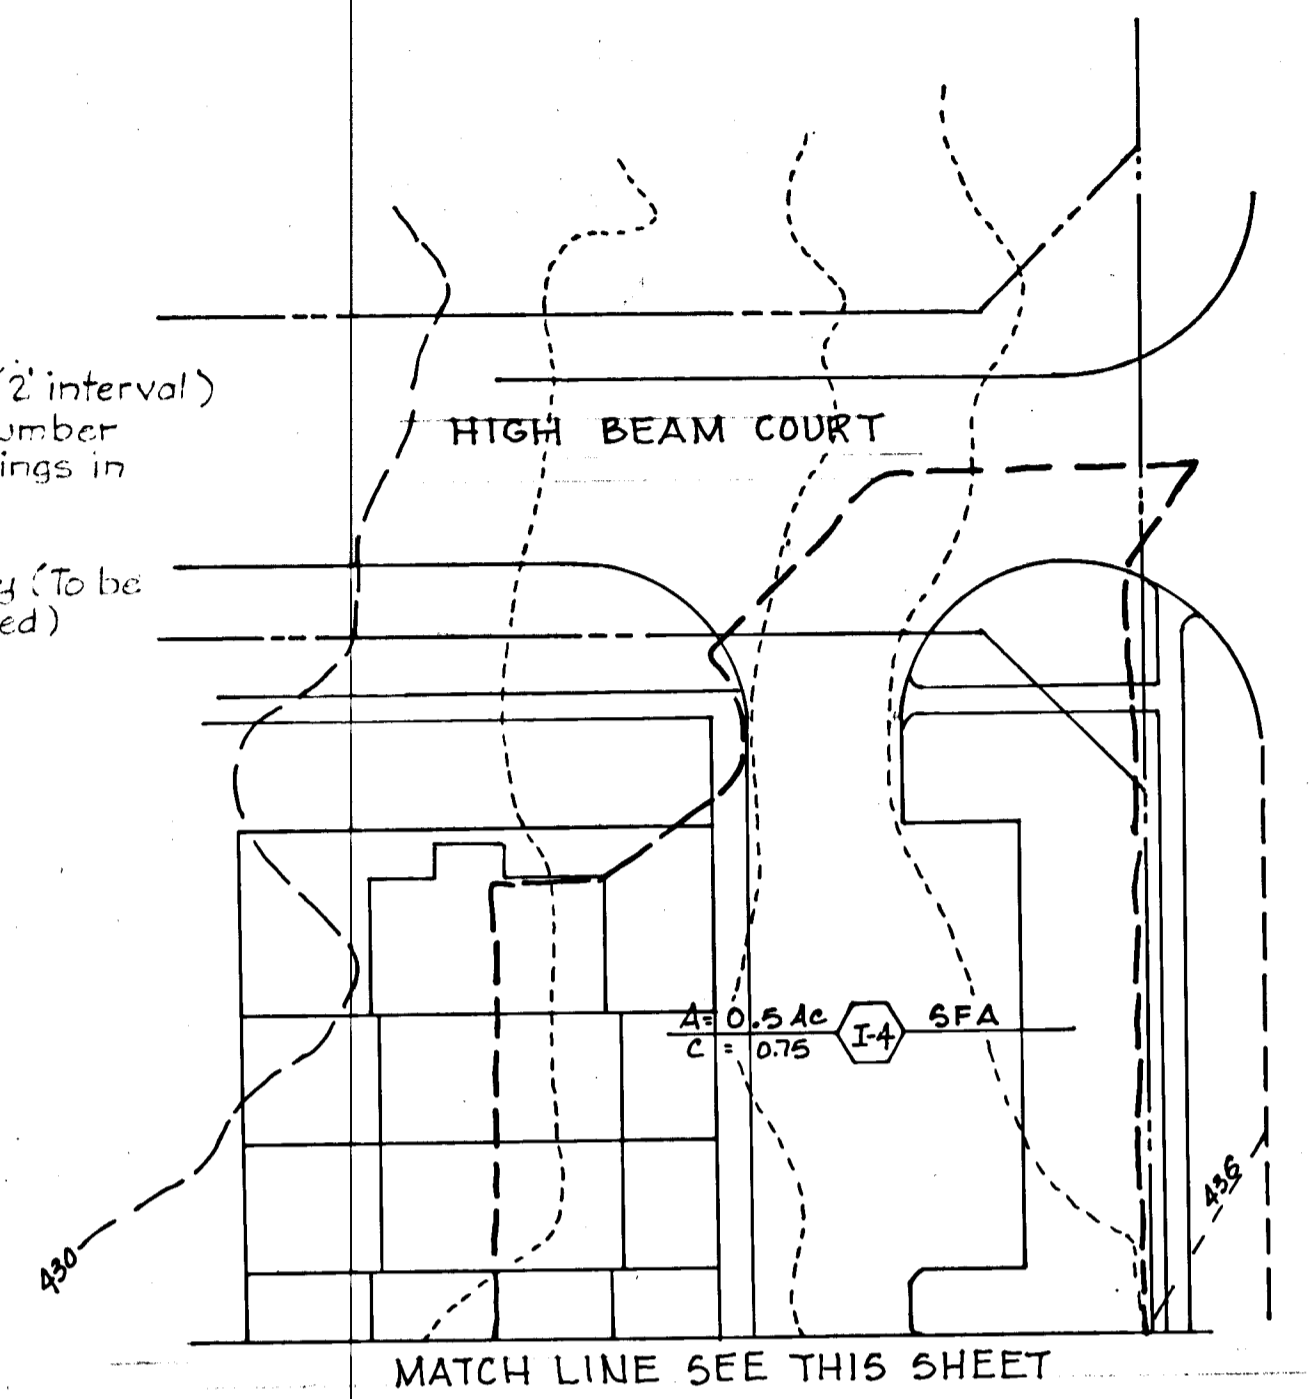 (2' interval)
umber
ings in
y (To be
ed)
HIGH BEAM COURT
A= 0.5 Ac
C = 0.75
I-4
SFA
430
436
MATCH LINE SEE THIS SHEET